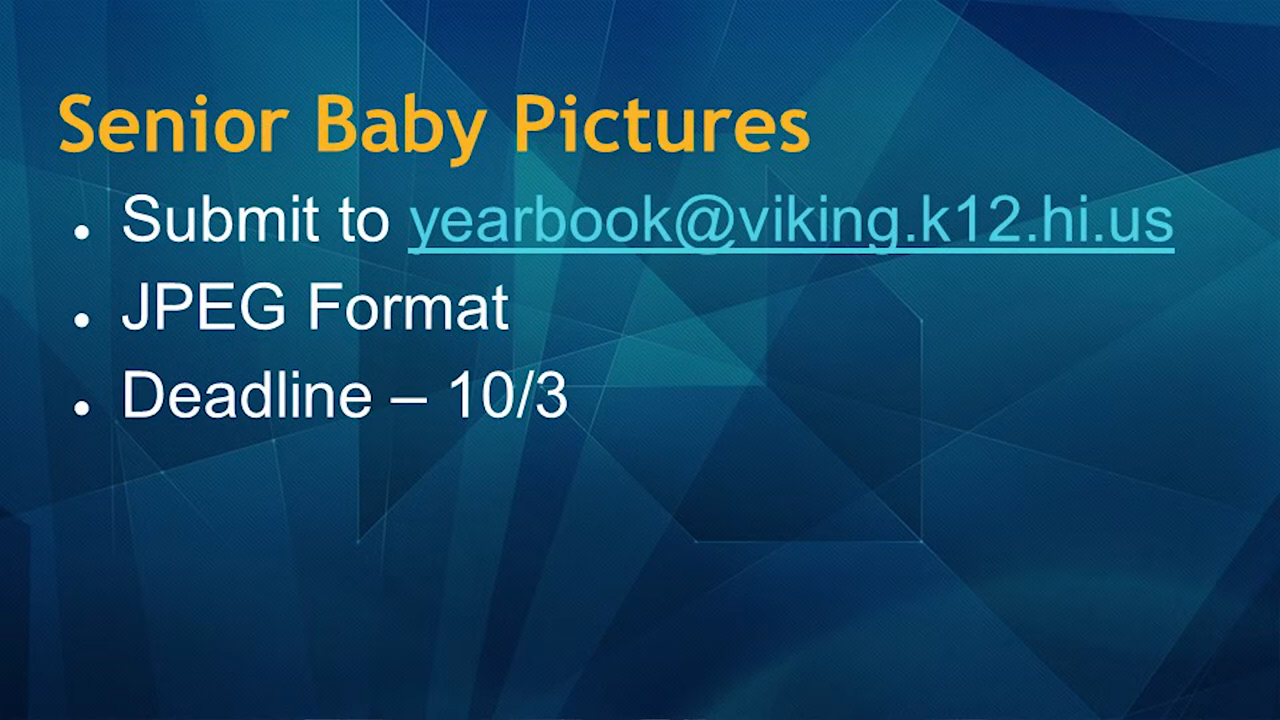 Senior Baby Pictures
• Submit to yearbook@viking.k12.hi.us
• JPEG Format
• Deadline – 10/3